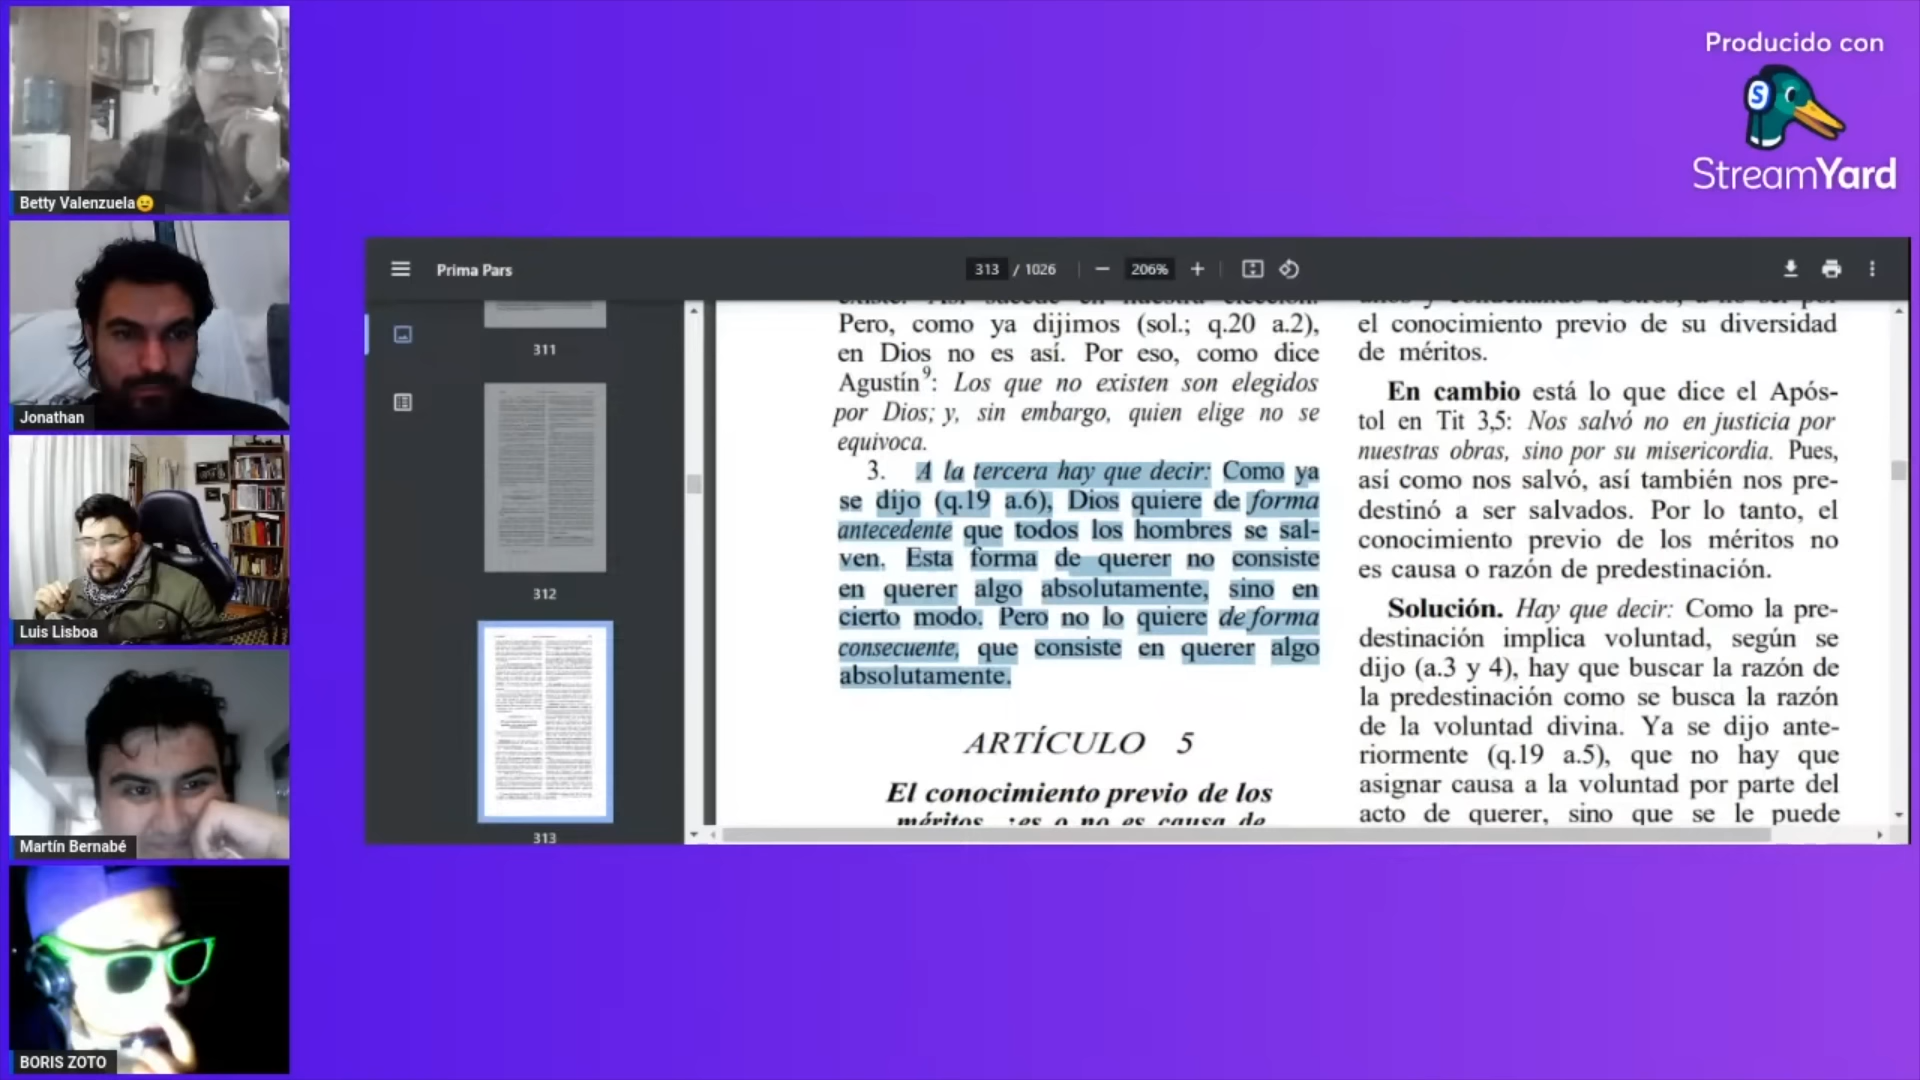 Betty Valenzuela😉
Jonathan
Luis Lisboa
Martín Bernabé
BORIS ZOTO
Producido con
StreamYard
Prima Pars
313 / 1026
206%
311
312
313
Pero, como ya dijimos (sol.; q.20 a.2),
en Dios no es así. Por eso, como dice
Agustín⁹: Los que no existen son elegidos
por Dios; y, sin embargo, quien elige no se
equivoca.
3. A la tercera hay que decir: Como ya
se dijo (q.19 a.6), Dios quiere de forma
antecedente que todos los hombres se sal-
ven. Esta forma de querer no consiste
en querer algo absolutamente, sino en
cierto modo. Pero no lo quiere de forma
consecuente, que consiste en querer algo
absolutamente.
ARTÍCULO 5
El conocimiento previo de los
méritos, ¿es o no es causa de
el conocimiento previo de su diversidad
de méritos.
En cambio está lo que dice el Após-
tol en Tit 3,5: Nos salvó no en justicia por
nuestras obras, sino por su misericordia. Pues,
así como nos salvó, así también nos pre-
destinó a ser salvados. Por lo tanto, el
conocimiento previo de los méritos no
es causa o razón de predestinación.
Solución. Hay que decir: Como la pre-
destinación implica voluntad, según se
dijo (a.3 y 4), hay que buscar la razón de
la predestinación como se busca la razón
de la voluntad divina. Ya se dijo ante-
riormente (q.19 a.5), que no hay que
asignar causa a la voluntad por parte del
acto de querer, sino que se le puede